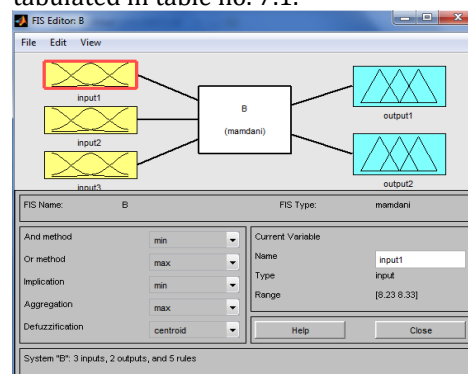 tabulated in table no. 7.1.
FIS Editor: B
File Edit View
input1
input2
input3
B
(mamdani)
output1
output2
FIS Name: B FIS Type: mamdani
And method min
Or method max
Implication min
Aggregation max
Defuzzification centroid
Current Variable
Name input1
Type input
Range [8.23 8.33]
Help Close
System "B": 3 inputs, 2 outputs, and 5 rules